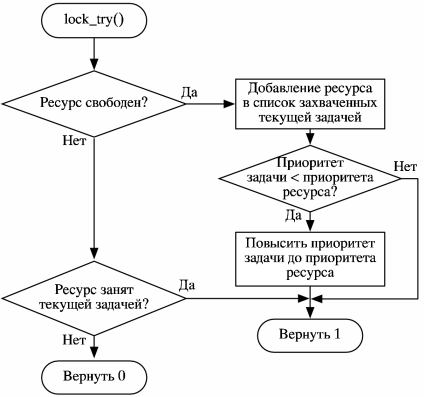 lock_try()
Ресурс свободен?
Да
Нет
Добавление ресурса
в список захваченных
текущей задачей
Приоритет
задачи < приоритета
ресурса?
Нет
Да
Повысить приоритет
задачи до приоритета
ресурса
Ресурс занят
текущей задачей?
Да
Нет
Вернуть 1
Вернуть 0